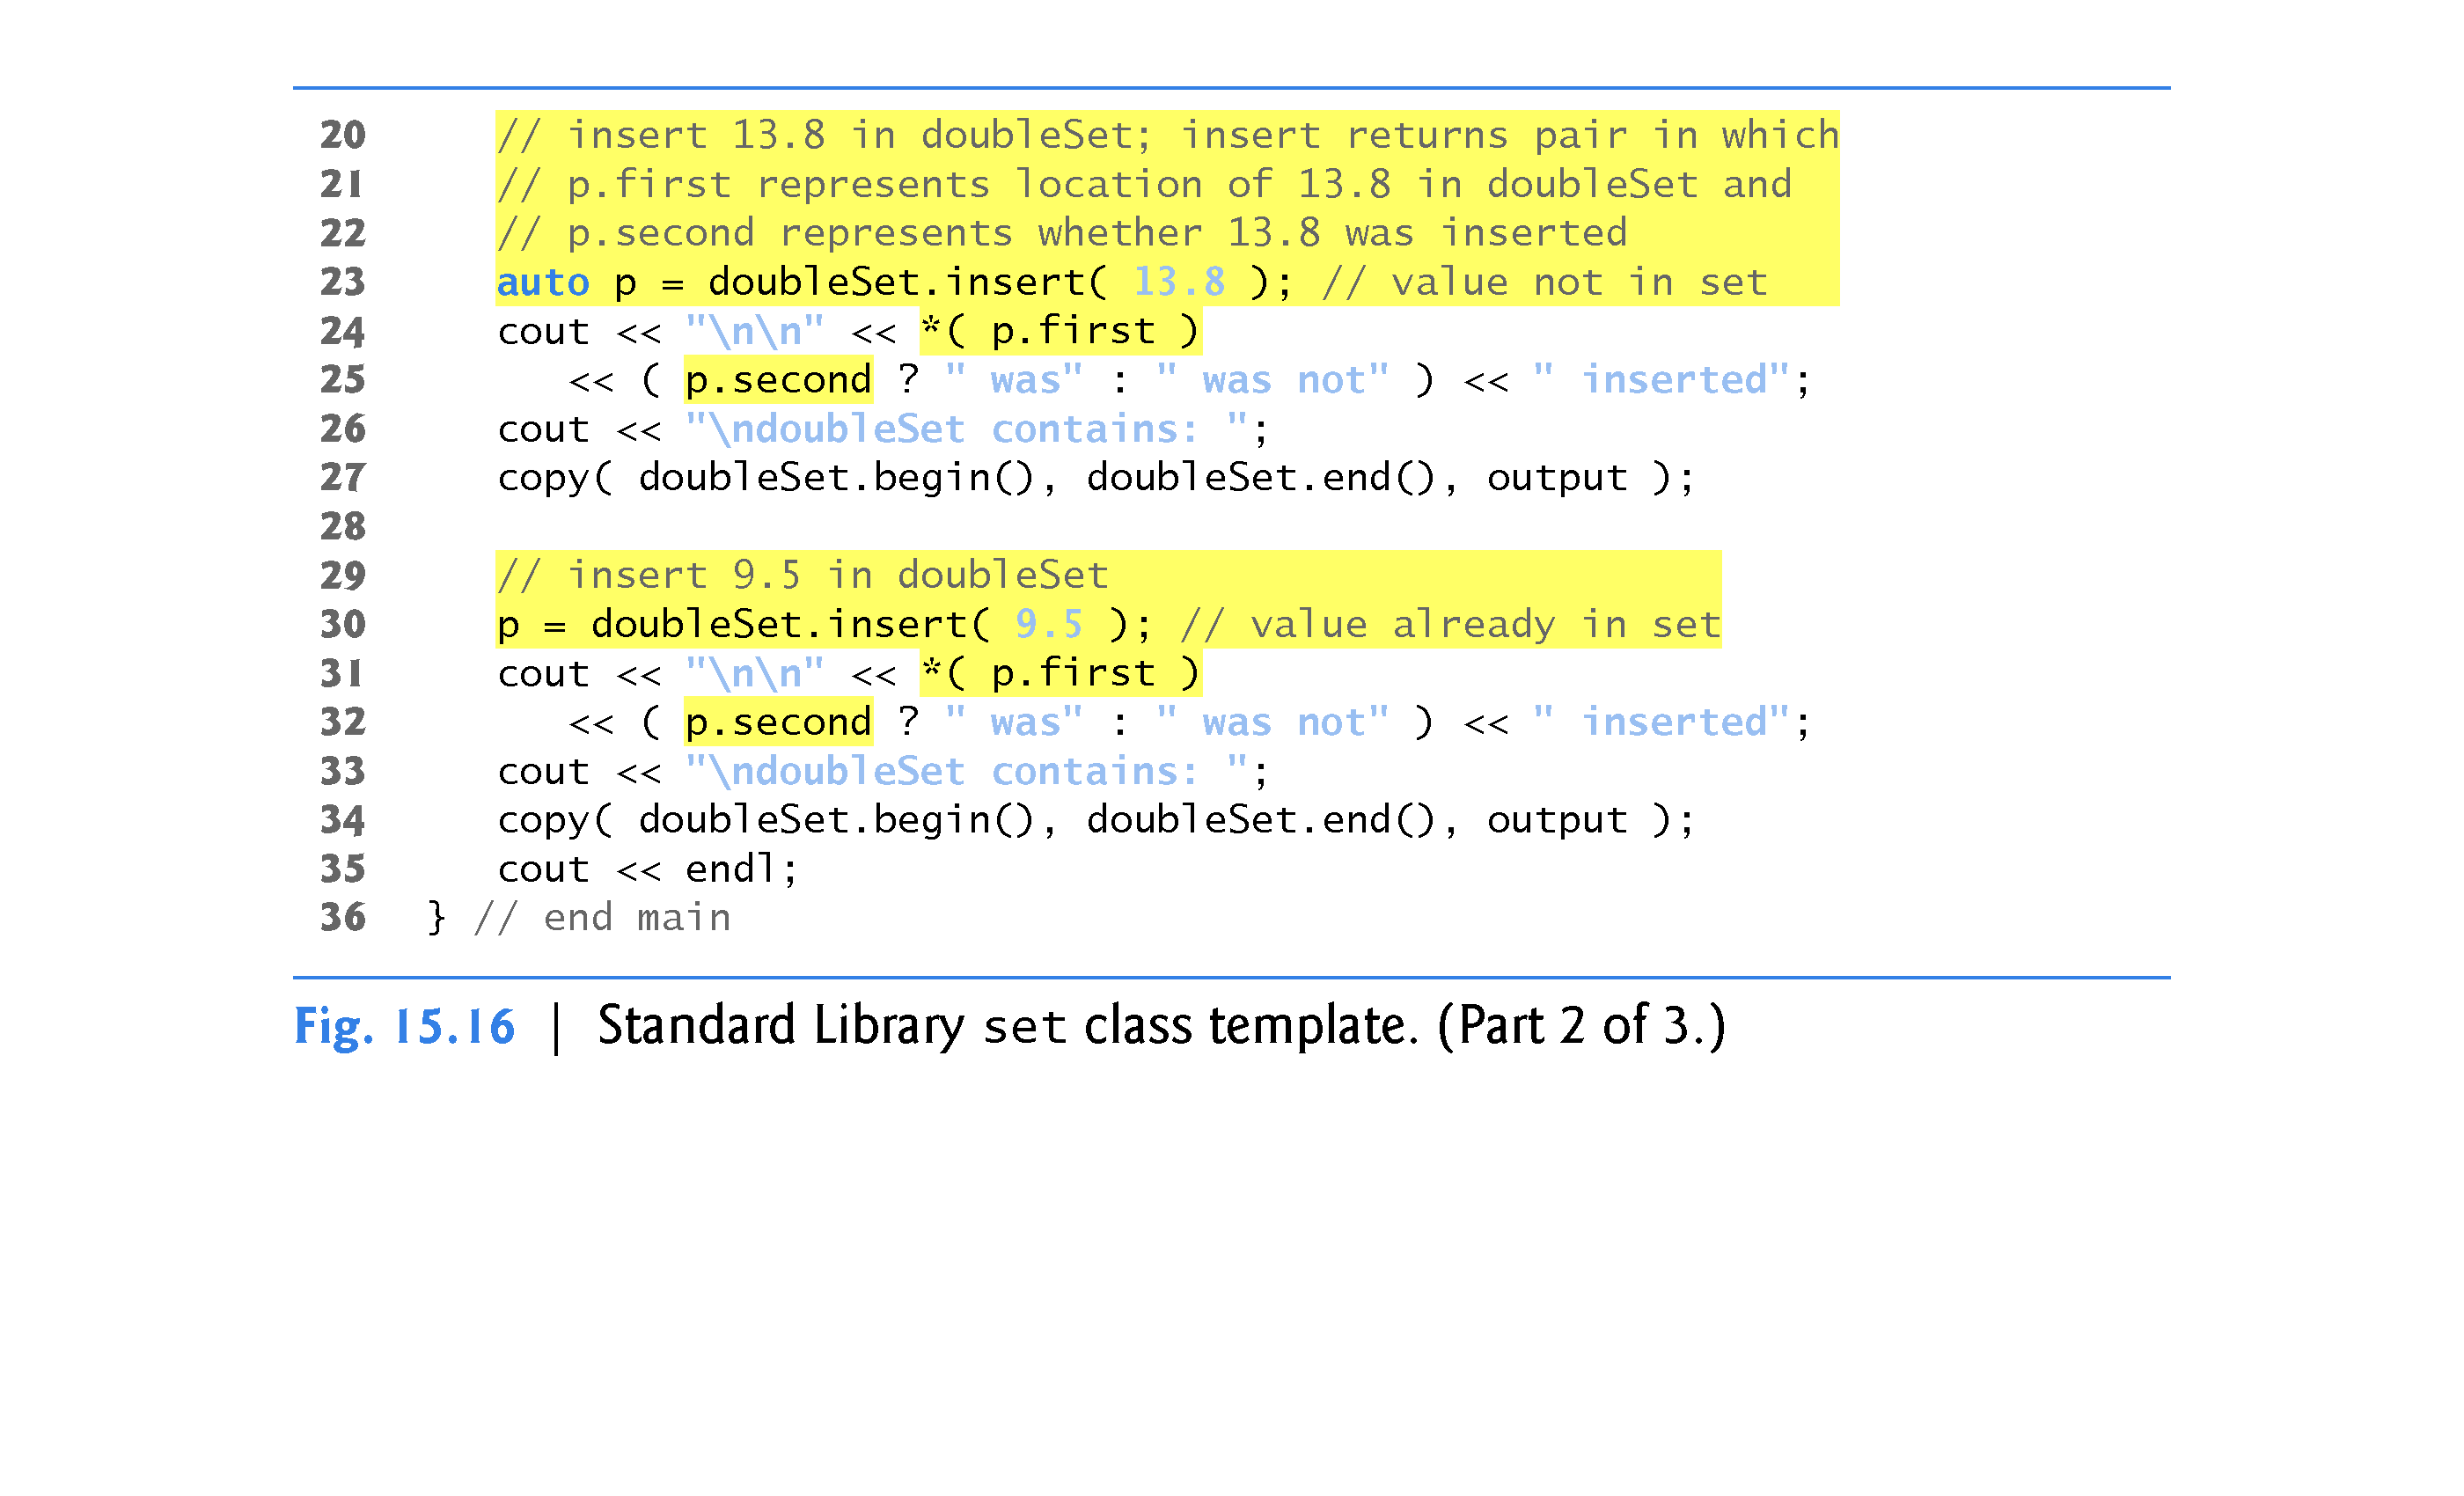 20 // insert 13.8 in doubleSet; insert returns pair in which
21 // p.first represents location of 13.8 in doubleSet and
22 // p.second represents whether 13.8 was inserted
23 auto p = doubleSet.insert( 13.8 ); // value not in set
24 cout << "\n\n" << *( p.first )
25 << ( p.second ? " was" : " was not" ) << " inserted";
26 cout << "\ndoubleSet contains: ";
27 copy( doubleSet.begin(), doubleSet.end(), output );
28
29 // insert 9.5 in doubleSet
30 p = doubleSet.insert( 9.5 ); // value already in set
31 cout << "\n\n" << *( p.first )
32 << ( p.second ? " was" : " was not" ) << " inserted";
33 cout << "\ndoubleSet contains: ";
34 copy( doubleSet.begin(), doubleSet.end(), output );
35 cout << endl;
36 } // end main
Fig. 15.16 | Standard Library set class template. (Part 2 of 3.)